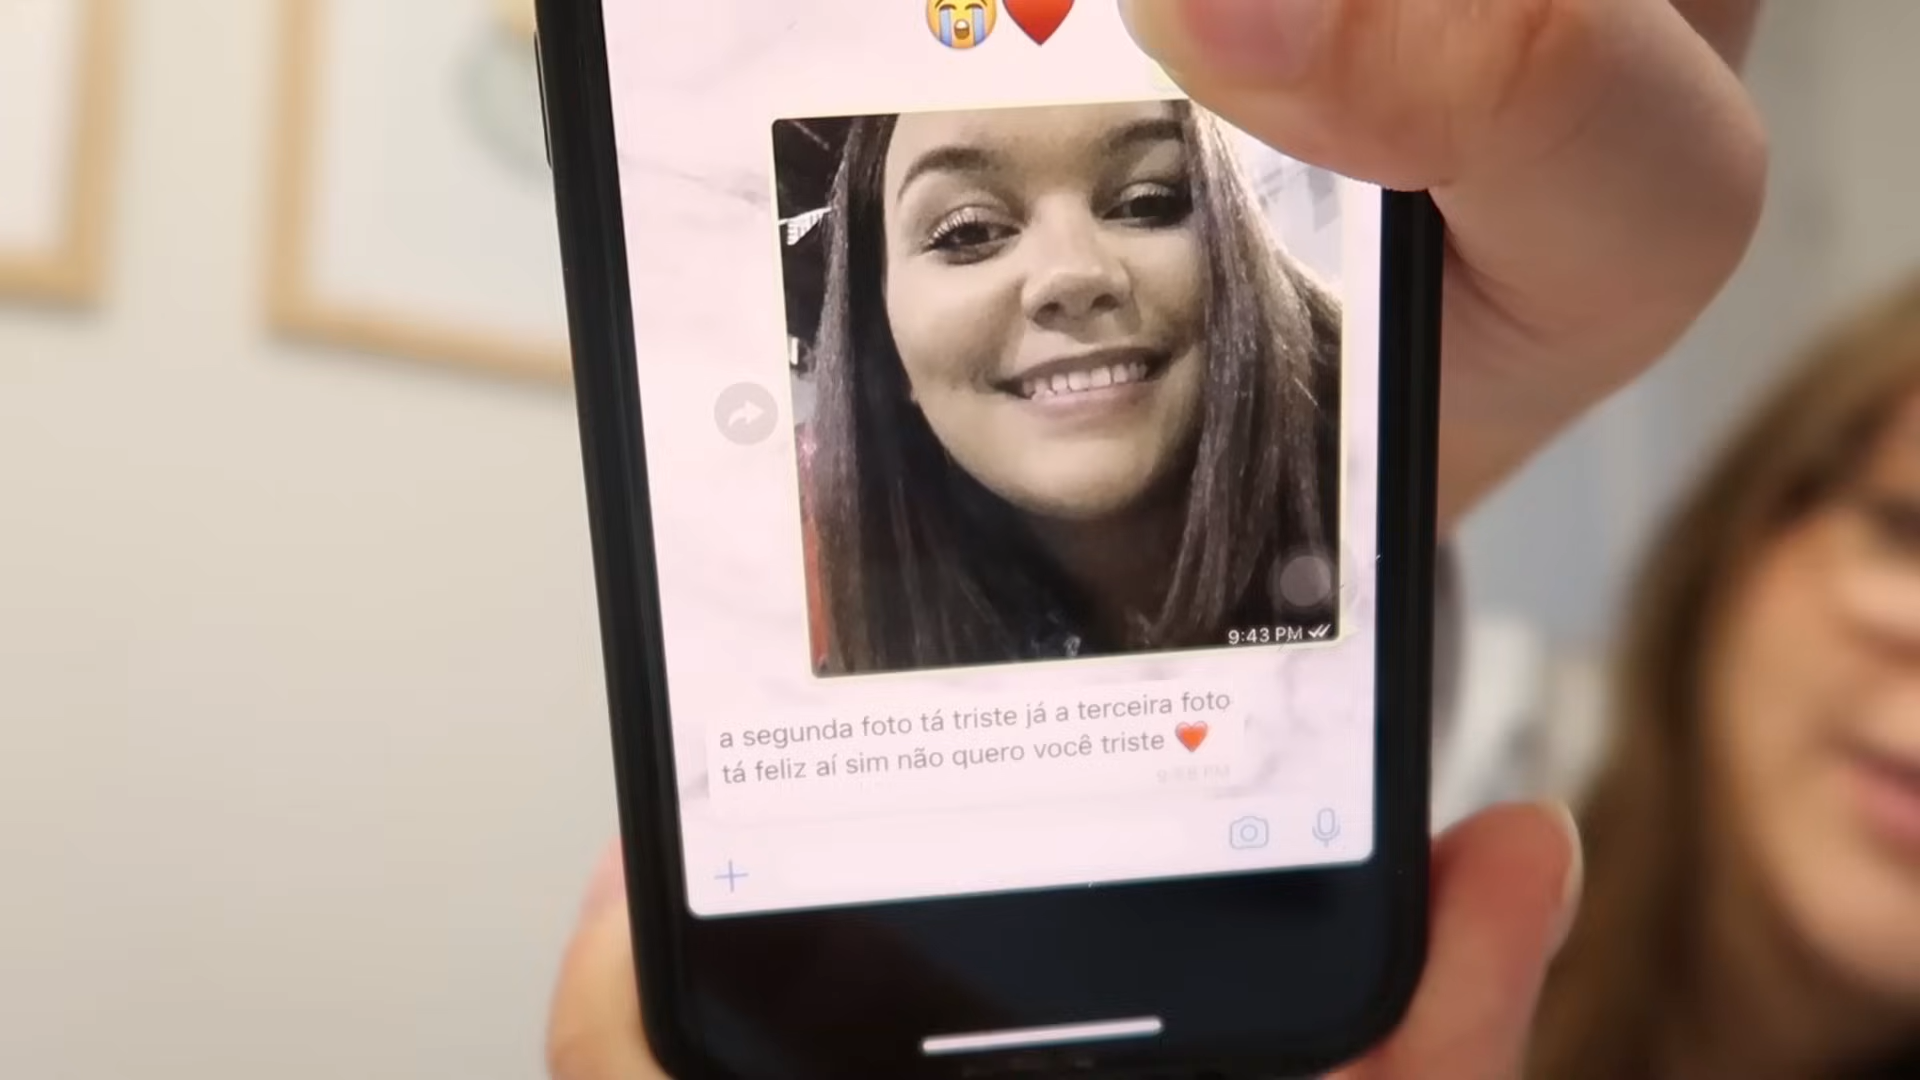 9:43 PM
a segunda foto tá triste já a terceira foto
tá feliz aí sim não quero você triste